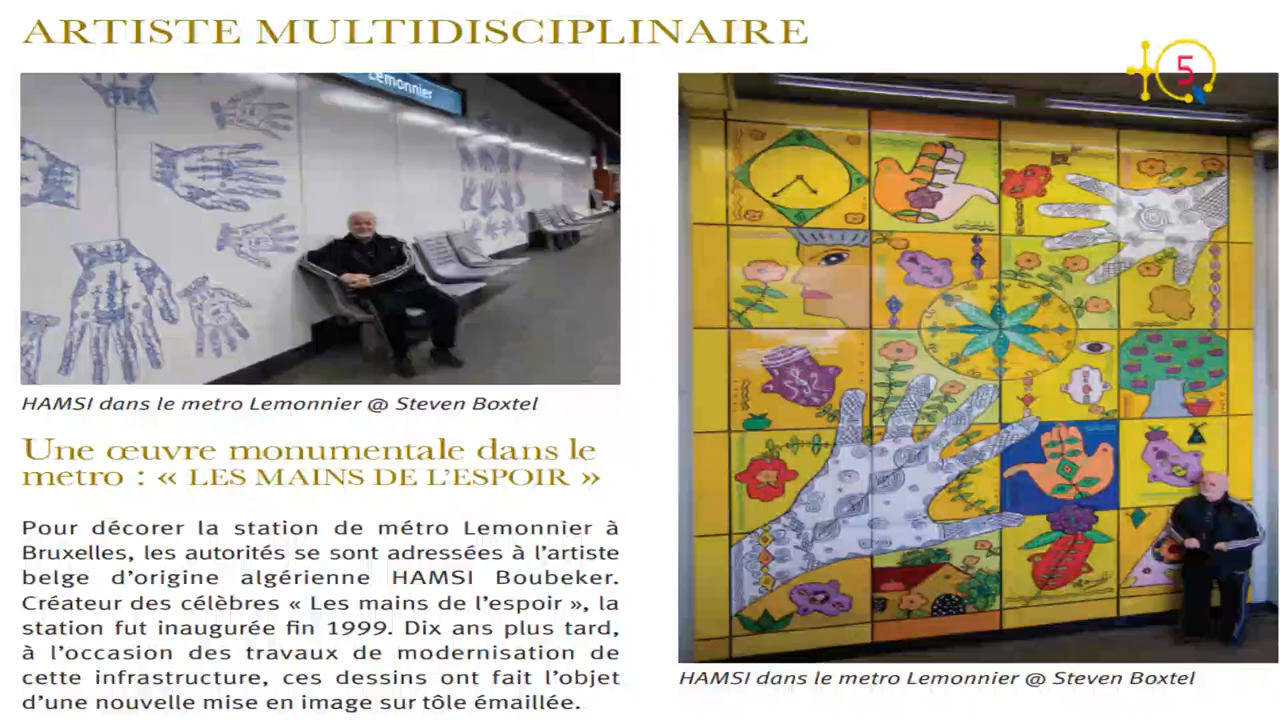 ARTISTE MULTIDISCIPLINAIRE
5
Lemonnier
HAMSI dans le metro Lemonnier @ Steven Boxtel
Une œuvre monumentale dans le
metro : « LES MAINS DE L’ESPOIR »
Pour décorer la station de métro Lemonnier à
Bruxelles, les autorités se sont adressées à l’artiste
belge d’origine algérienne HAMSI Boubeker.
Créateur des célèbres « Les mains de l’espoir », la
station fut inaugurée fin 1999. Dix ans plus tard,
à l’occasion des travaux de modernisation de
cette infrastructure, ces dessins ont fait l’objet
d’une nouvelle mise en image sur tôle émaillée.
HAMSI dans le metro Lemonnier @ Steven Boxtel